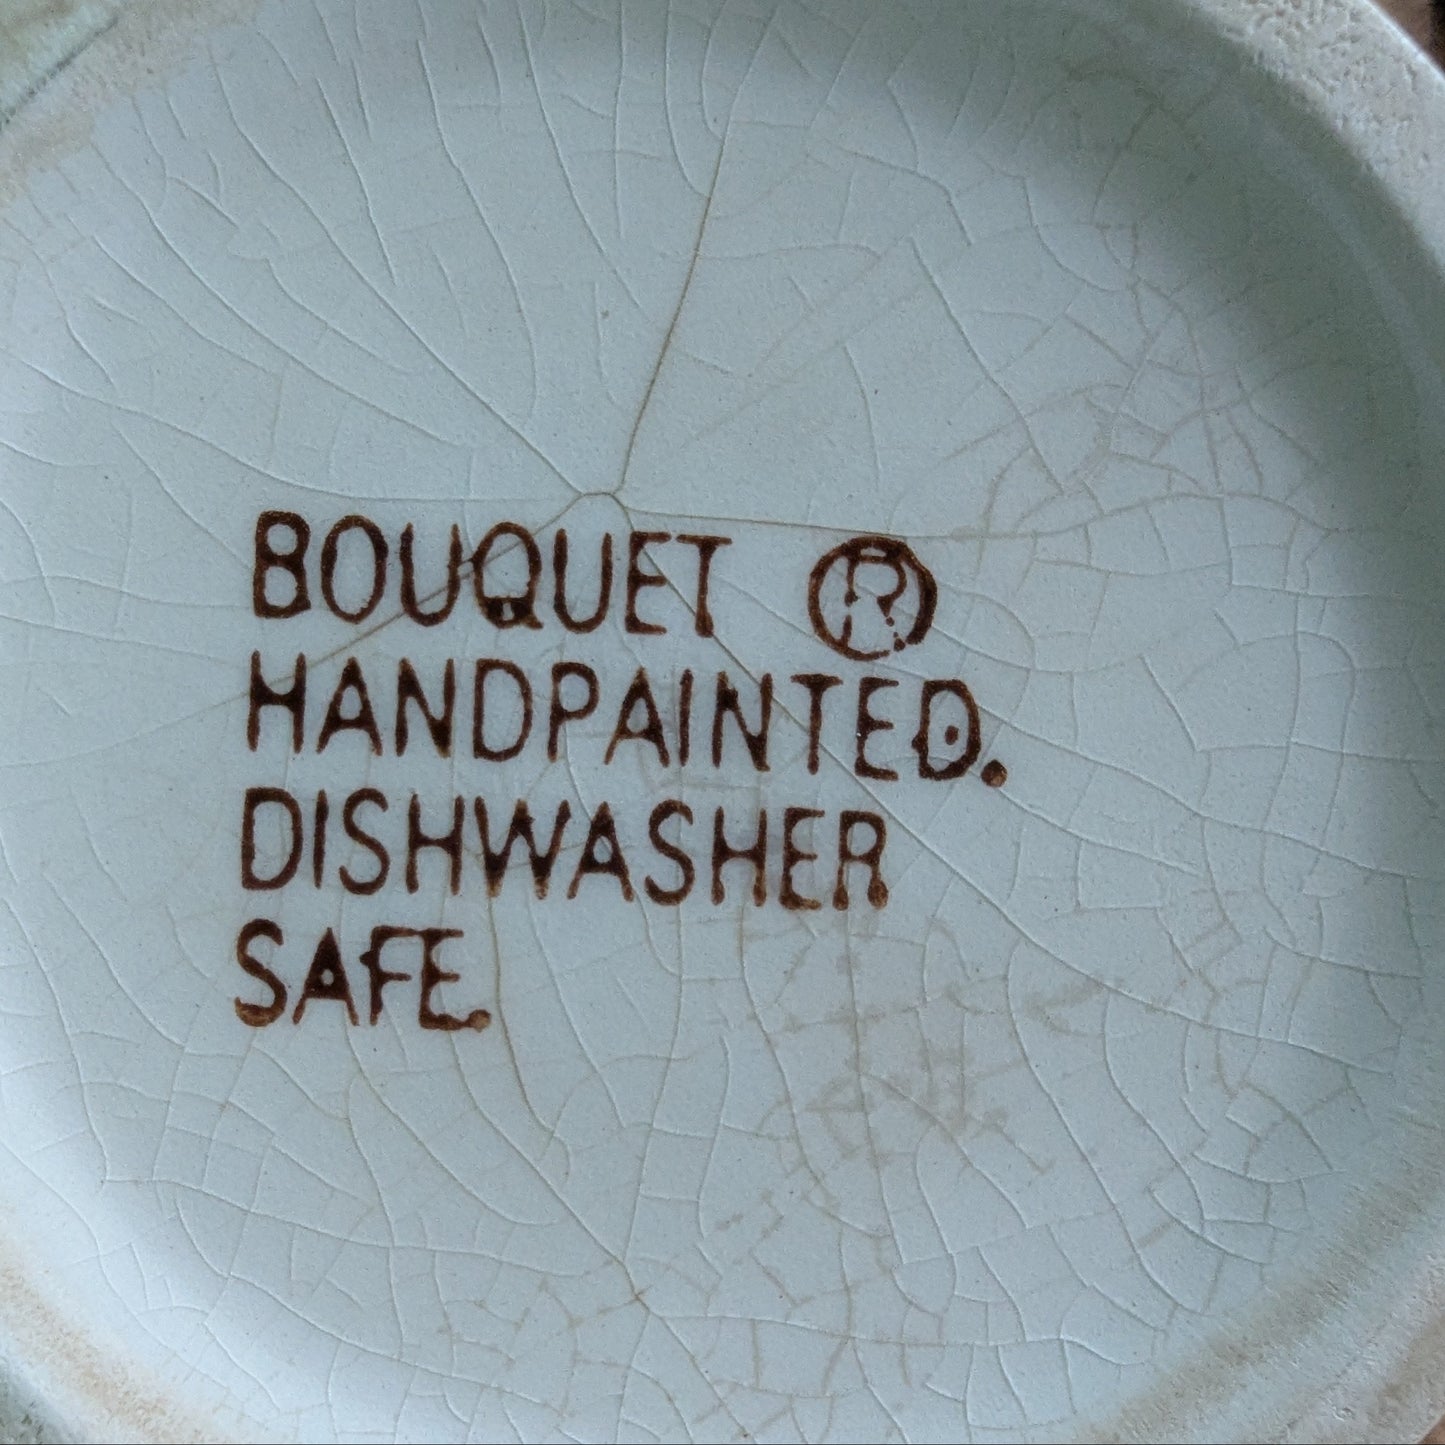 BOUQUET ®
HANDPAINTED.
DISHWASHER
SAFE.